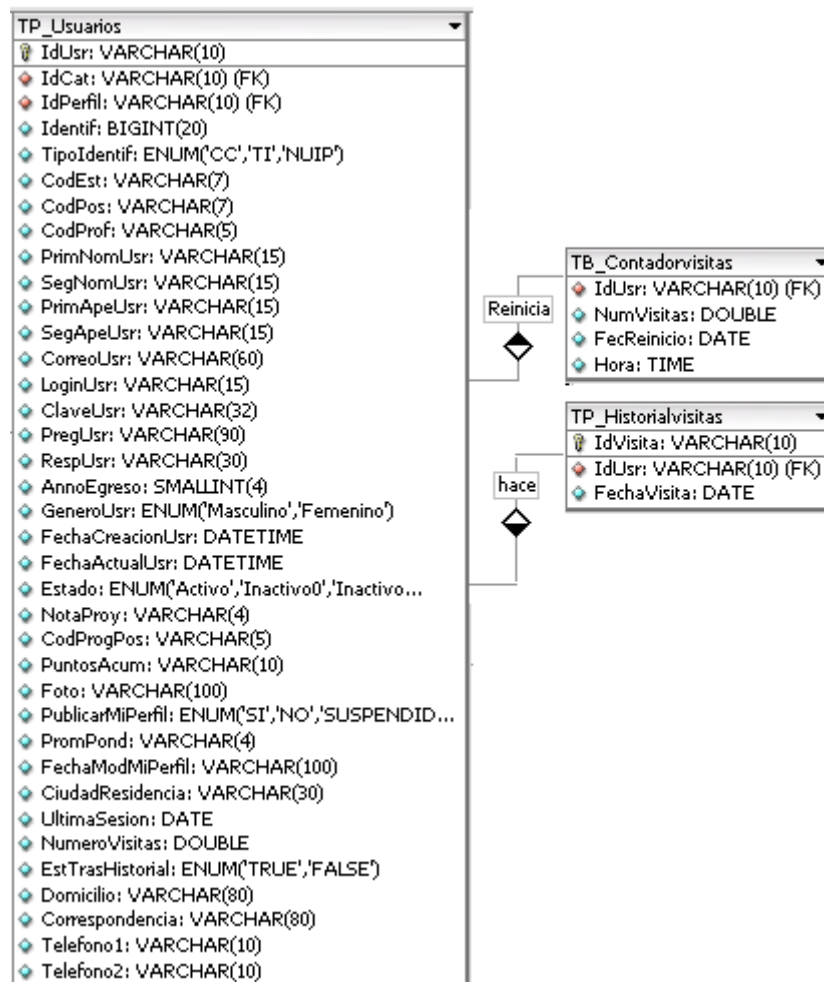 TP_Usuarios
IdUsr: VARCHAR(10)
IdCat: VARCHAR(10) (FK)
IdPerfil: VARCHAR(10) (FK)
Identif: BIGINT(20)
TipoIdentif: ENUM('CC','TI','NUIP')
CodEst: VARCHAR(7)
CodPos: VARCHAR(7)
CodProf: VARCHAR(5)
PrimNomUsr: VARCHAR(15)
SegNomUsr: VARCHAR(15)
PrimApeUsr: VARCHAR(15)
SegApeUsr: VARCHAR(15)
CorreoUsr: VARCHAR(60)
LoginUsr: VARCHAR(15)
ClaveUsr: VARCHAR(32)
PregUsr: VARCHAR(90)
RespUsr: VARCHAR(30)
AnnoEgreso: SMALLINT(4)
GeneroUsr: ENUM('Masculino','Femenino')
FechaCreacionUsr: DATETIME
FechaActualUsr: DATETIME
Estado: ENUM('Activo','Inactivo0','Inactivo...
NotaProy: VARCHAR(4)
CodProgPos: VARCHAR(5)
PuntosAcum: VARCHAR(10)
Foto: VARCHAR(100)
PublicarMiPerfil: ENUM('SI','NO','SUSPENDID...
PromPond: VARCHAR(4)
FechaModMiPerfil: VARCHAR(100)
CiudadResidencia: VARCHAR(30)
UltimaSesion: DATE
NumeroVisitas: DOUBLE
EstTrasHistorial: ENUM('TRUE','FALSE')
Domicilio: VARCHAR(80)
Correspondencia: VARCHAR(80)
Telefono1: VARCHAR(10)
Telefono2: VARCHAR(10)
Reinicia
TB_Contadorvisitas
IdUsr: VARCHAR(10) (FK)
NumVisitas: DOUBLE
FecReinicio: DATE
Hora: TIME
hace
TP_Historialvisitas
IdVisita: VARCHAR(10)
IdUsr: VARCHAR(10) (FK)
FechaVisita: DATE